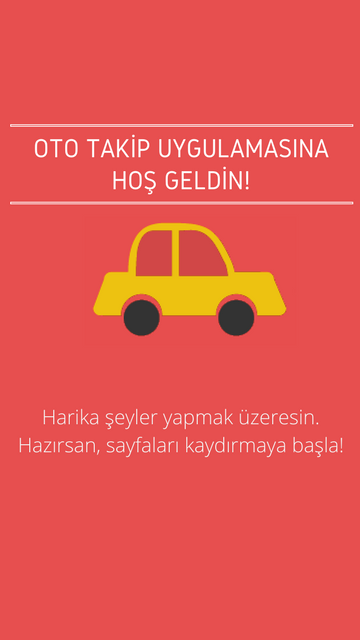 OTO TAKİP UYGULAMASINA
HOŞ GELDİN!
Harika şeyler yapmak üzeresin.
Hazırsan, sayfaları kaydırmaya başla!